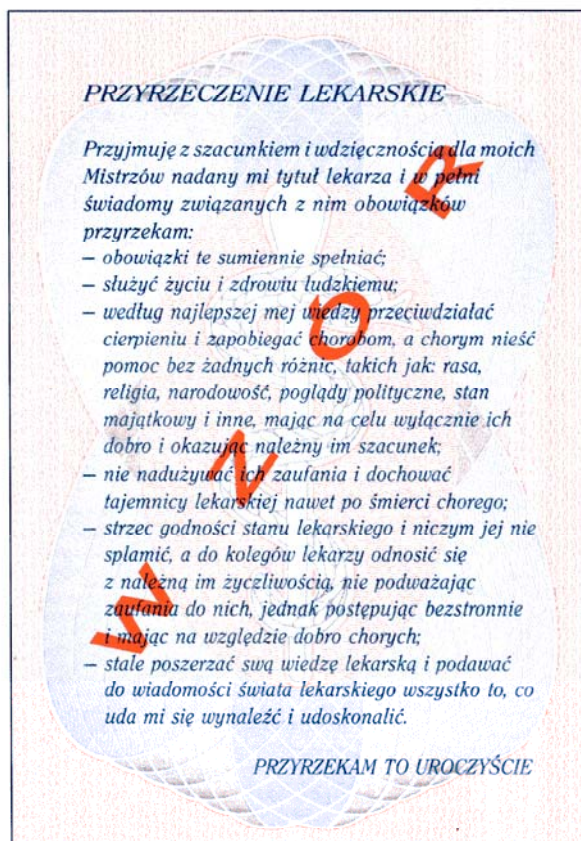 PRZYRZECZENIE LEKARSKIE
Przyjmuję z szacunkiem i wdzięcznością dla moich
Mistrzów nadany mi tytuł lekarza i w pełni
świadomy związanych z nim obowiązków
przyrzekam:
– obowiązki te sumiennie spełniać;
– służyć życiu i zdrowiu ludzkiemu;
– według najlepszej mej wiedzy przeciwdziałać
cierpieniu i zapobiegać chorobom, a chorym nieść
pomoc bez żadnych różnic, takich jak: rasa,
religia, narodowość, poglądy polityczne, stan
majątkowy i inne, mając na celu wyłącznie ich
dobro i okazując należny im szacunek;
– nie nadużywać ich zaufania i dochować
tajemnicy lekarskiej nawet po śmierci chorego;
– strzec godności stanu lekarskiego i niczym jej nie
splamić, a do kolegów lekarzy odnosić się
z należną im życzliwością, nie podważając
zaufania do nich, jednak postępując bezstronnie
i mając na względzie dobro chorych;
– stale poszerzać swą wiedzę lekarską i podawać
do wiadomości świata lekarskiego wszystko to, co
uda mi się wynaleźć i udoskonalić.
PRZYRZEKAM TO UROCZYŚCIE
WZÓR